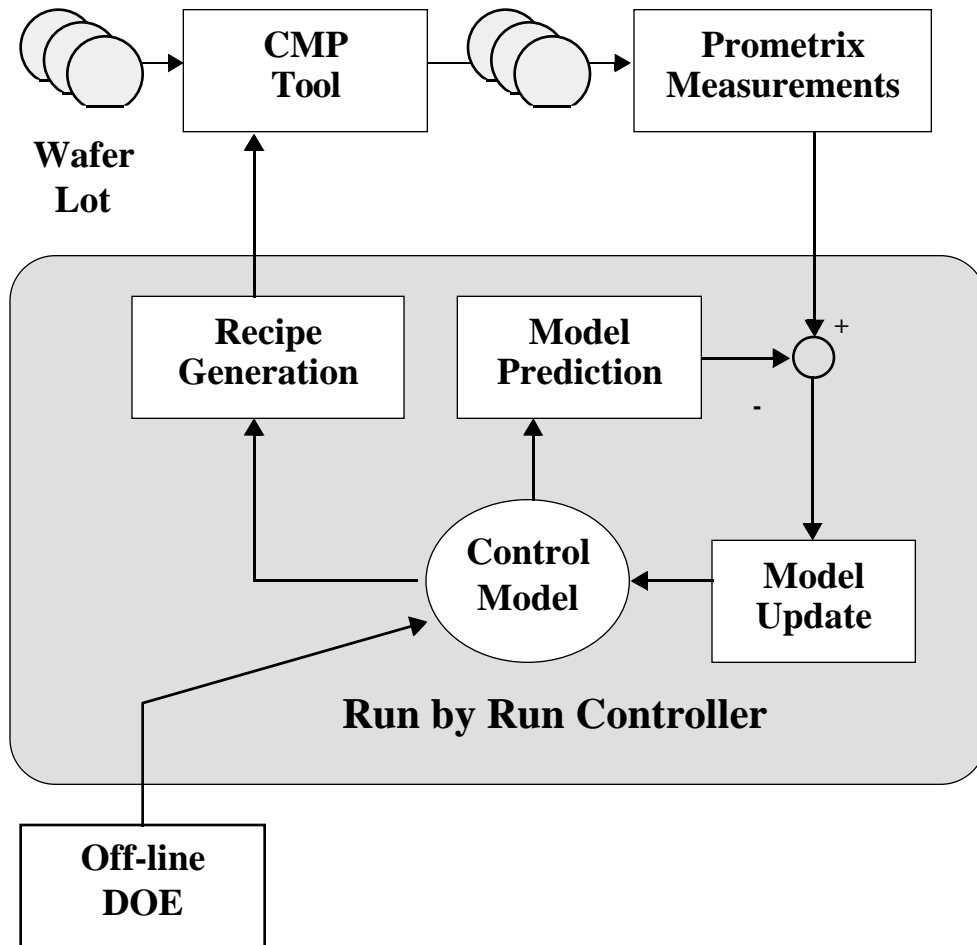 CMP
Tool
Prometrix
Measurements
Wafer
Lot
Recipe
Generation
Model
Prediction
+
-
Control
Model
Model
Update
Run by Run Controller
Off-line
DOE